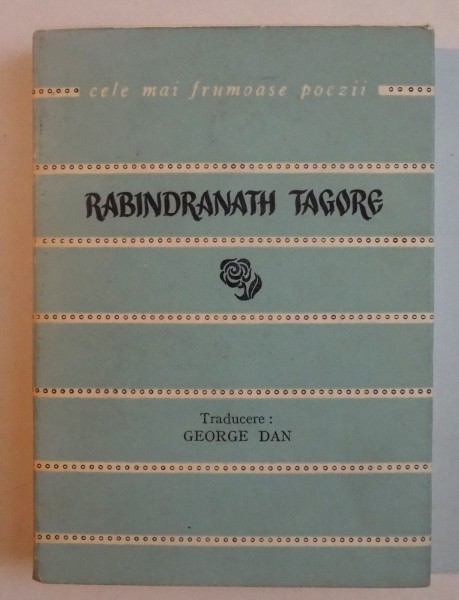 cele mai frumoase poezii
RABINDRANATH TAGORE
Traducere :
GEORGE DAN